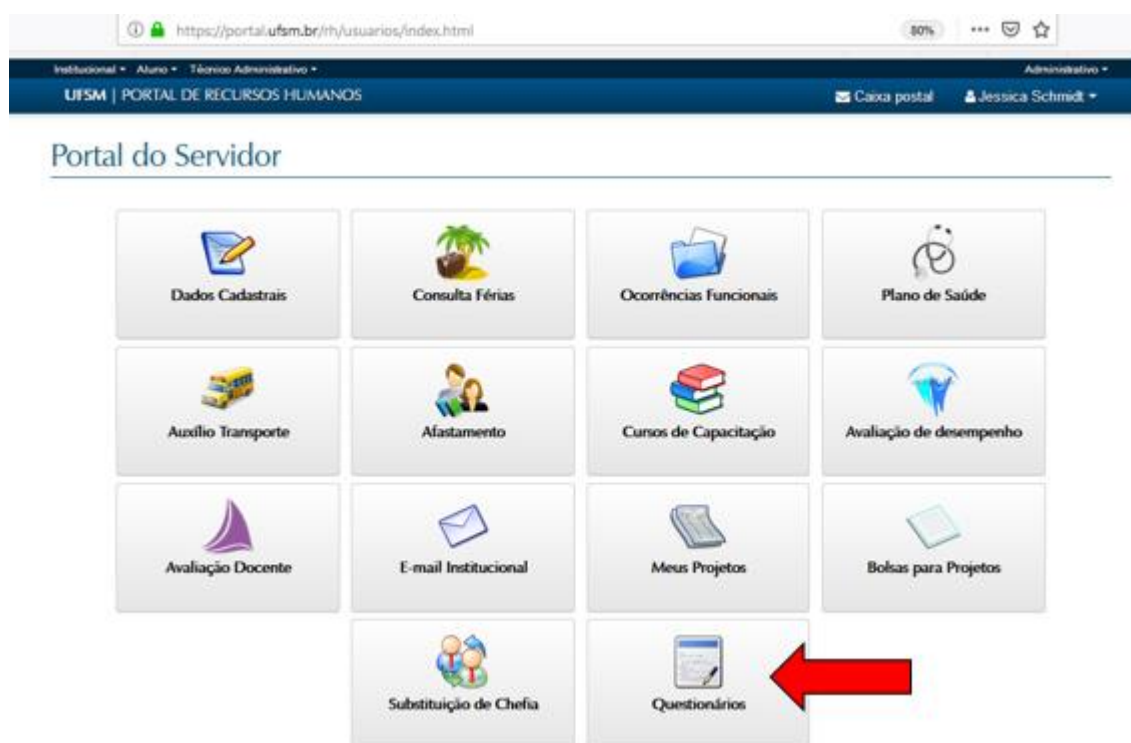 https://portal.ufsm.br/rh/usuarios/index.html 80%
Institucional Aluno Técnico Administrativo Administrativo
UFSM | PORTAL DE RECURSOS HUMANOS Caixa postal Jessica Schmidt
Portal do Servidor
Dados Cadastrais Consulta Férias Ocorrências Funcionais Plano de Saúde
Auxílio Transporte Afastamento Cursos de Capacitação Avaliação de desempenho
Avaliação Docente E-mail Institucional Meus Projetos Bolsas para Projetos
Substituição de Chefia Questionários